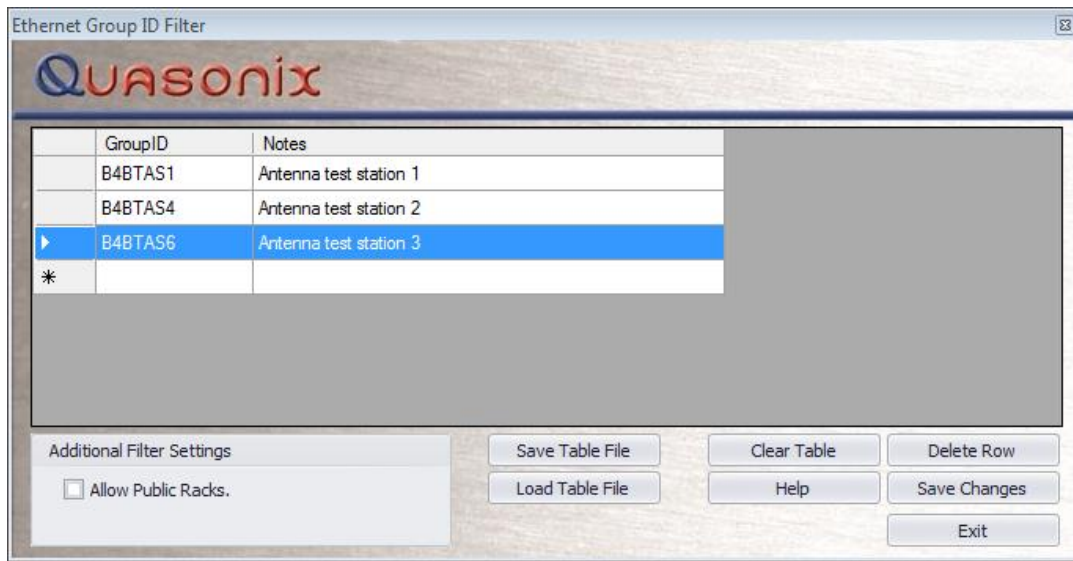 Ethernet Group ID Filter
Quasonix
GroupID Notes
B4BTAS1 Antenna test station 1
B4BTAS4 Antenna test station 2
B4BTAS6 Antenna test station 3
*
Additional Filter Settings
Allow Public Racks.
Save Table File Clear Table Delete Row
Load Table File Help Save Changes
Exit